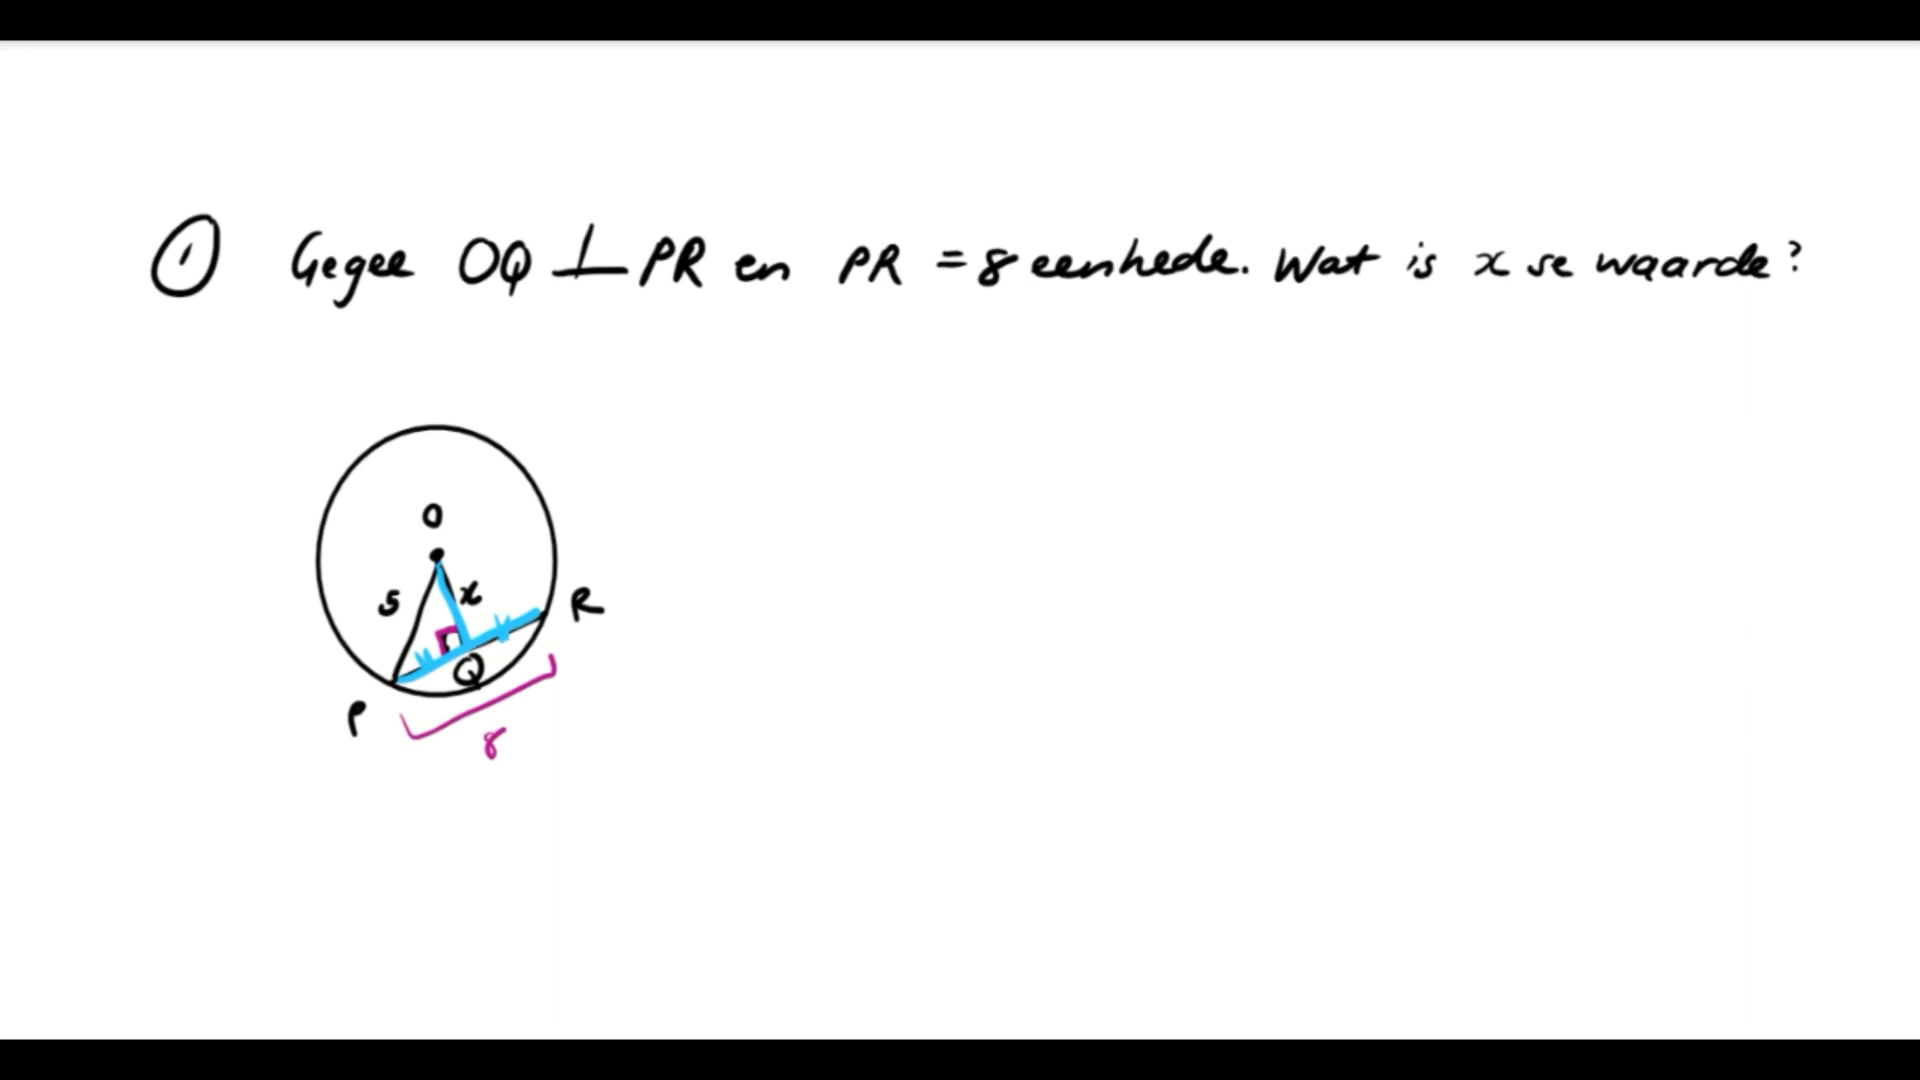 ① Gegee OQ ⊥ PR en PR = 8 eenhede. Wat is x se waarde?
O
5 x R
Q
P
8